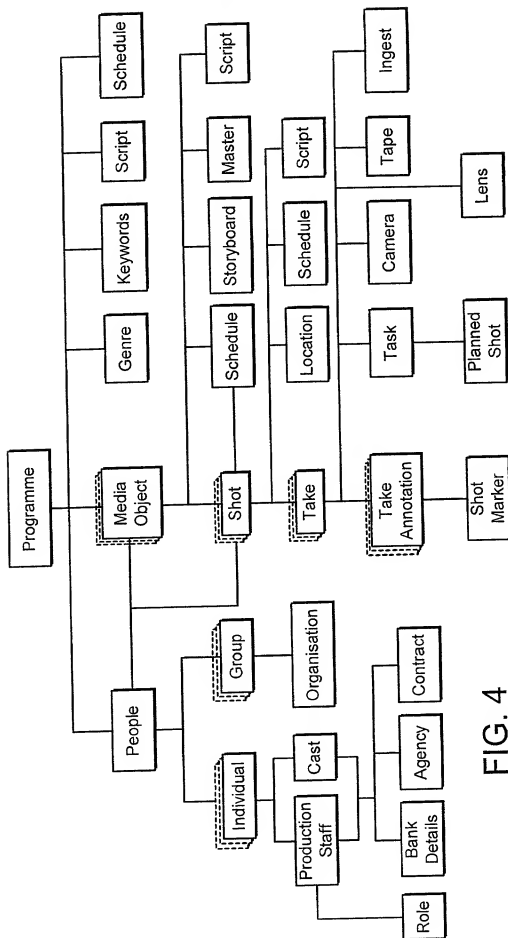 Programme
People
Media
Object
Genre
Keywords
Script
Schedule
Individual
Group
Shot
Schedule
Storyboard
Master
Script
Production
Staff
Cast
Organisation
Take
Location
Schedule
Script
Role
Bank
Details
Agency
Contract
Take
Annotation
Task
Camera
Tape
Ingest
Shot
Marker
Planned
Shot
Lens
FIG. 4